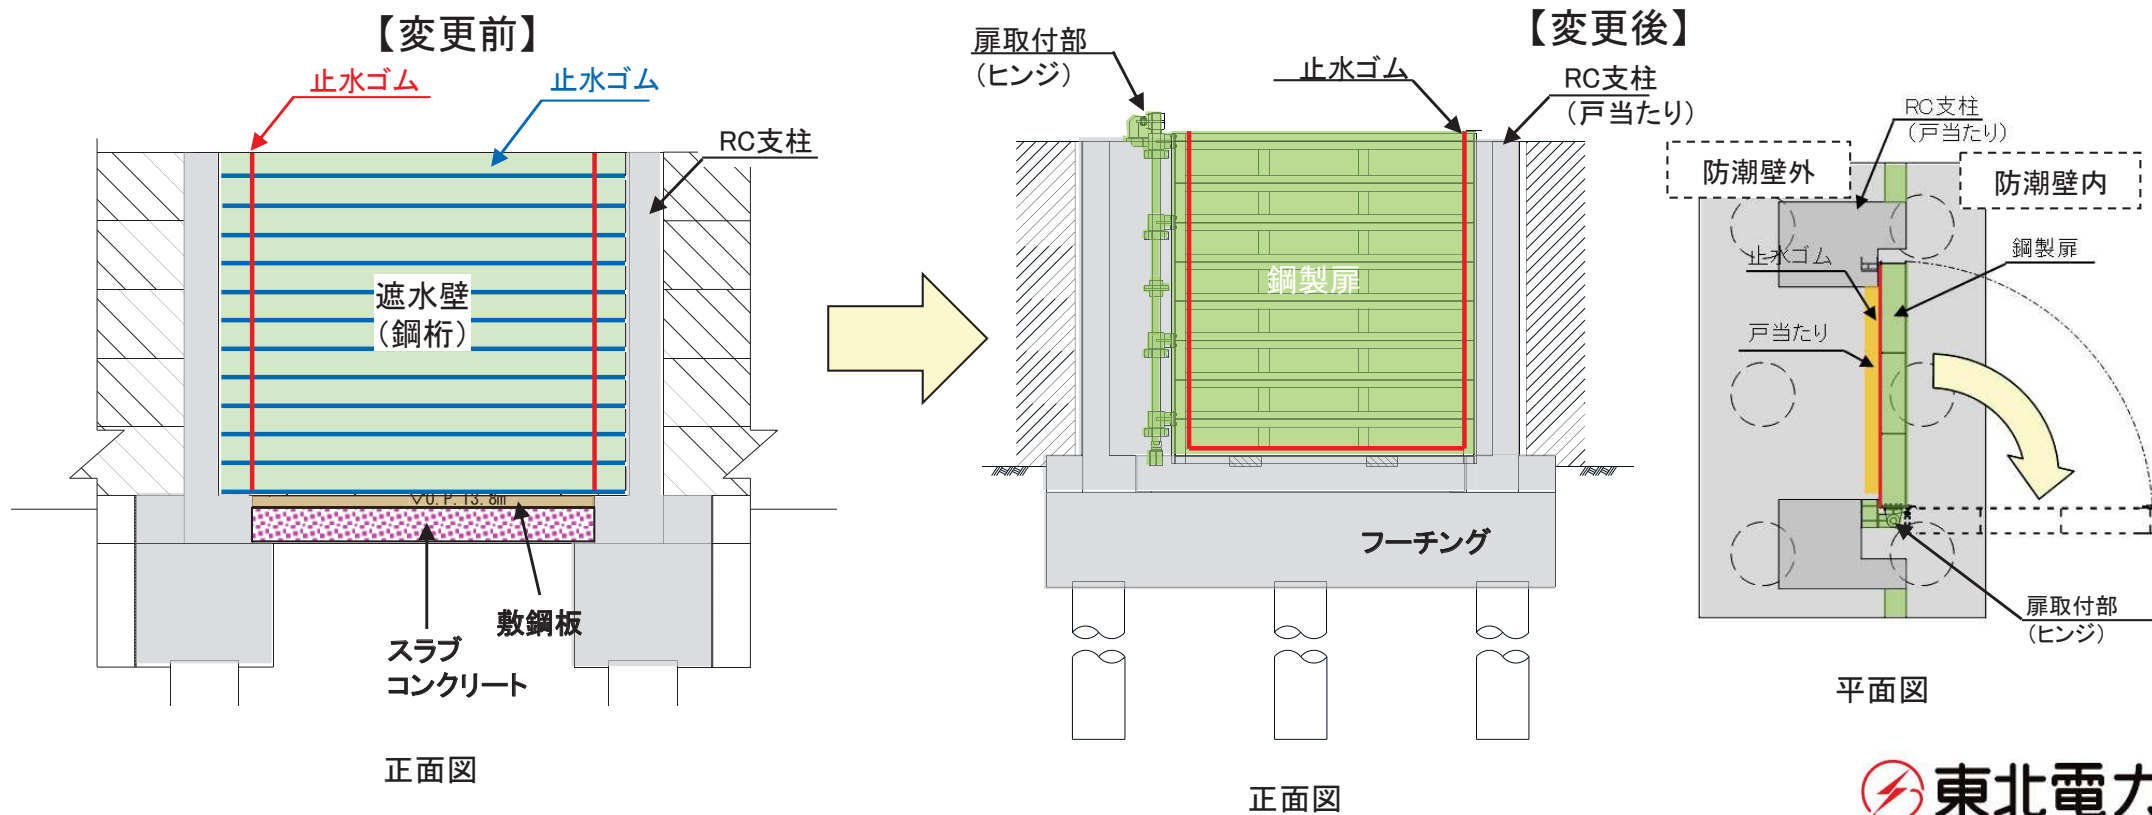 【変更前】
止水ゴム
止水ゴム
RC支柱
遮水壁
（鋼桁）
▽O.P.13.8m
敷鋼板
スラブ
コンクリート
正面図
【変更後】
扉取付部
（ヒンジ）
止水ゴム
RC支柱
（戸当たり）
鋼製扉
フーチング
正面図
RC支柱
（戸当たり）
防潮壁外
防潮壁内
止水ゴム
鋼製扉
戸当たり
扉取付部
（ヒンジ）
平面図
東北電力